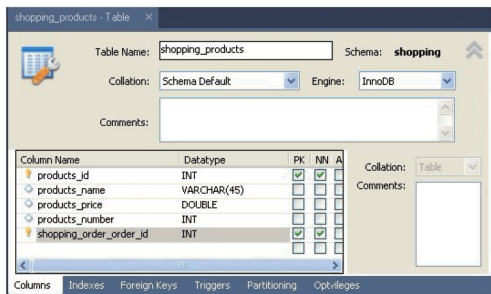 shopping_products - Table ×
Table Name: shopping_products Schema: shopping
Collation: Schema Default Engine: InnoDB
Comments:
Column Name Datatype PK NN A
products_id INT
products_name VARCHAR(45)
products_price DOUBLE
products_number INT
shopping_order_order_id INT
Collation: Table
Comments:
Columns Indexes Foreign Keys Triggers Partitioning Optvileges